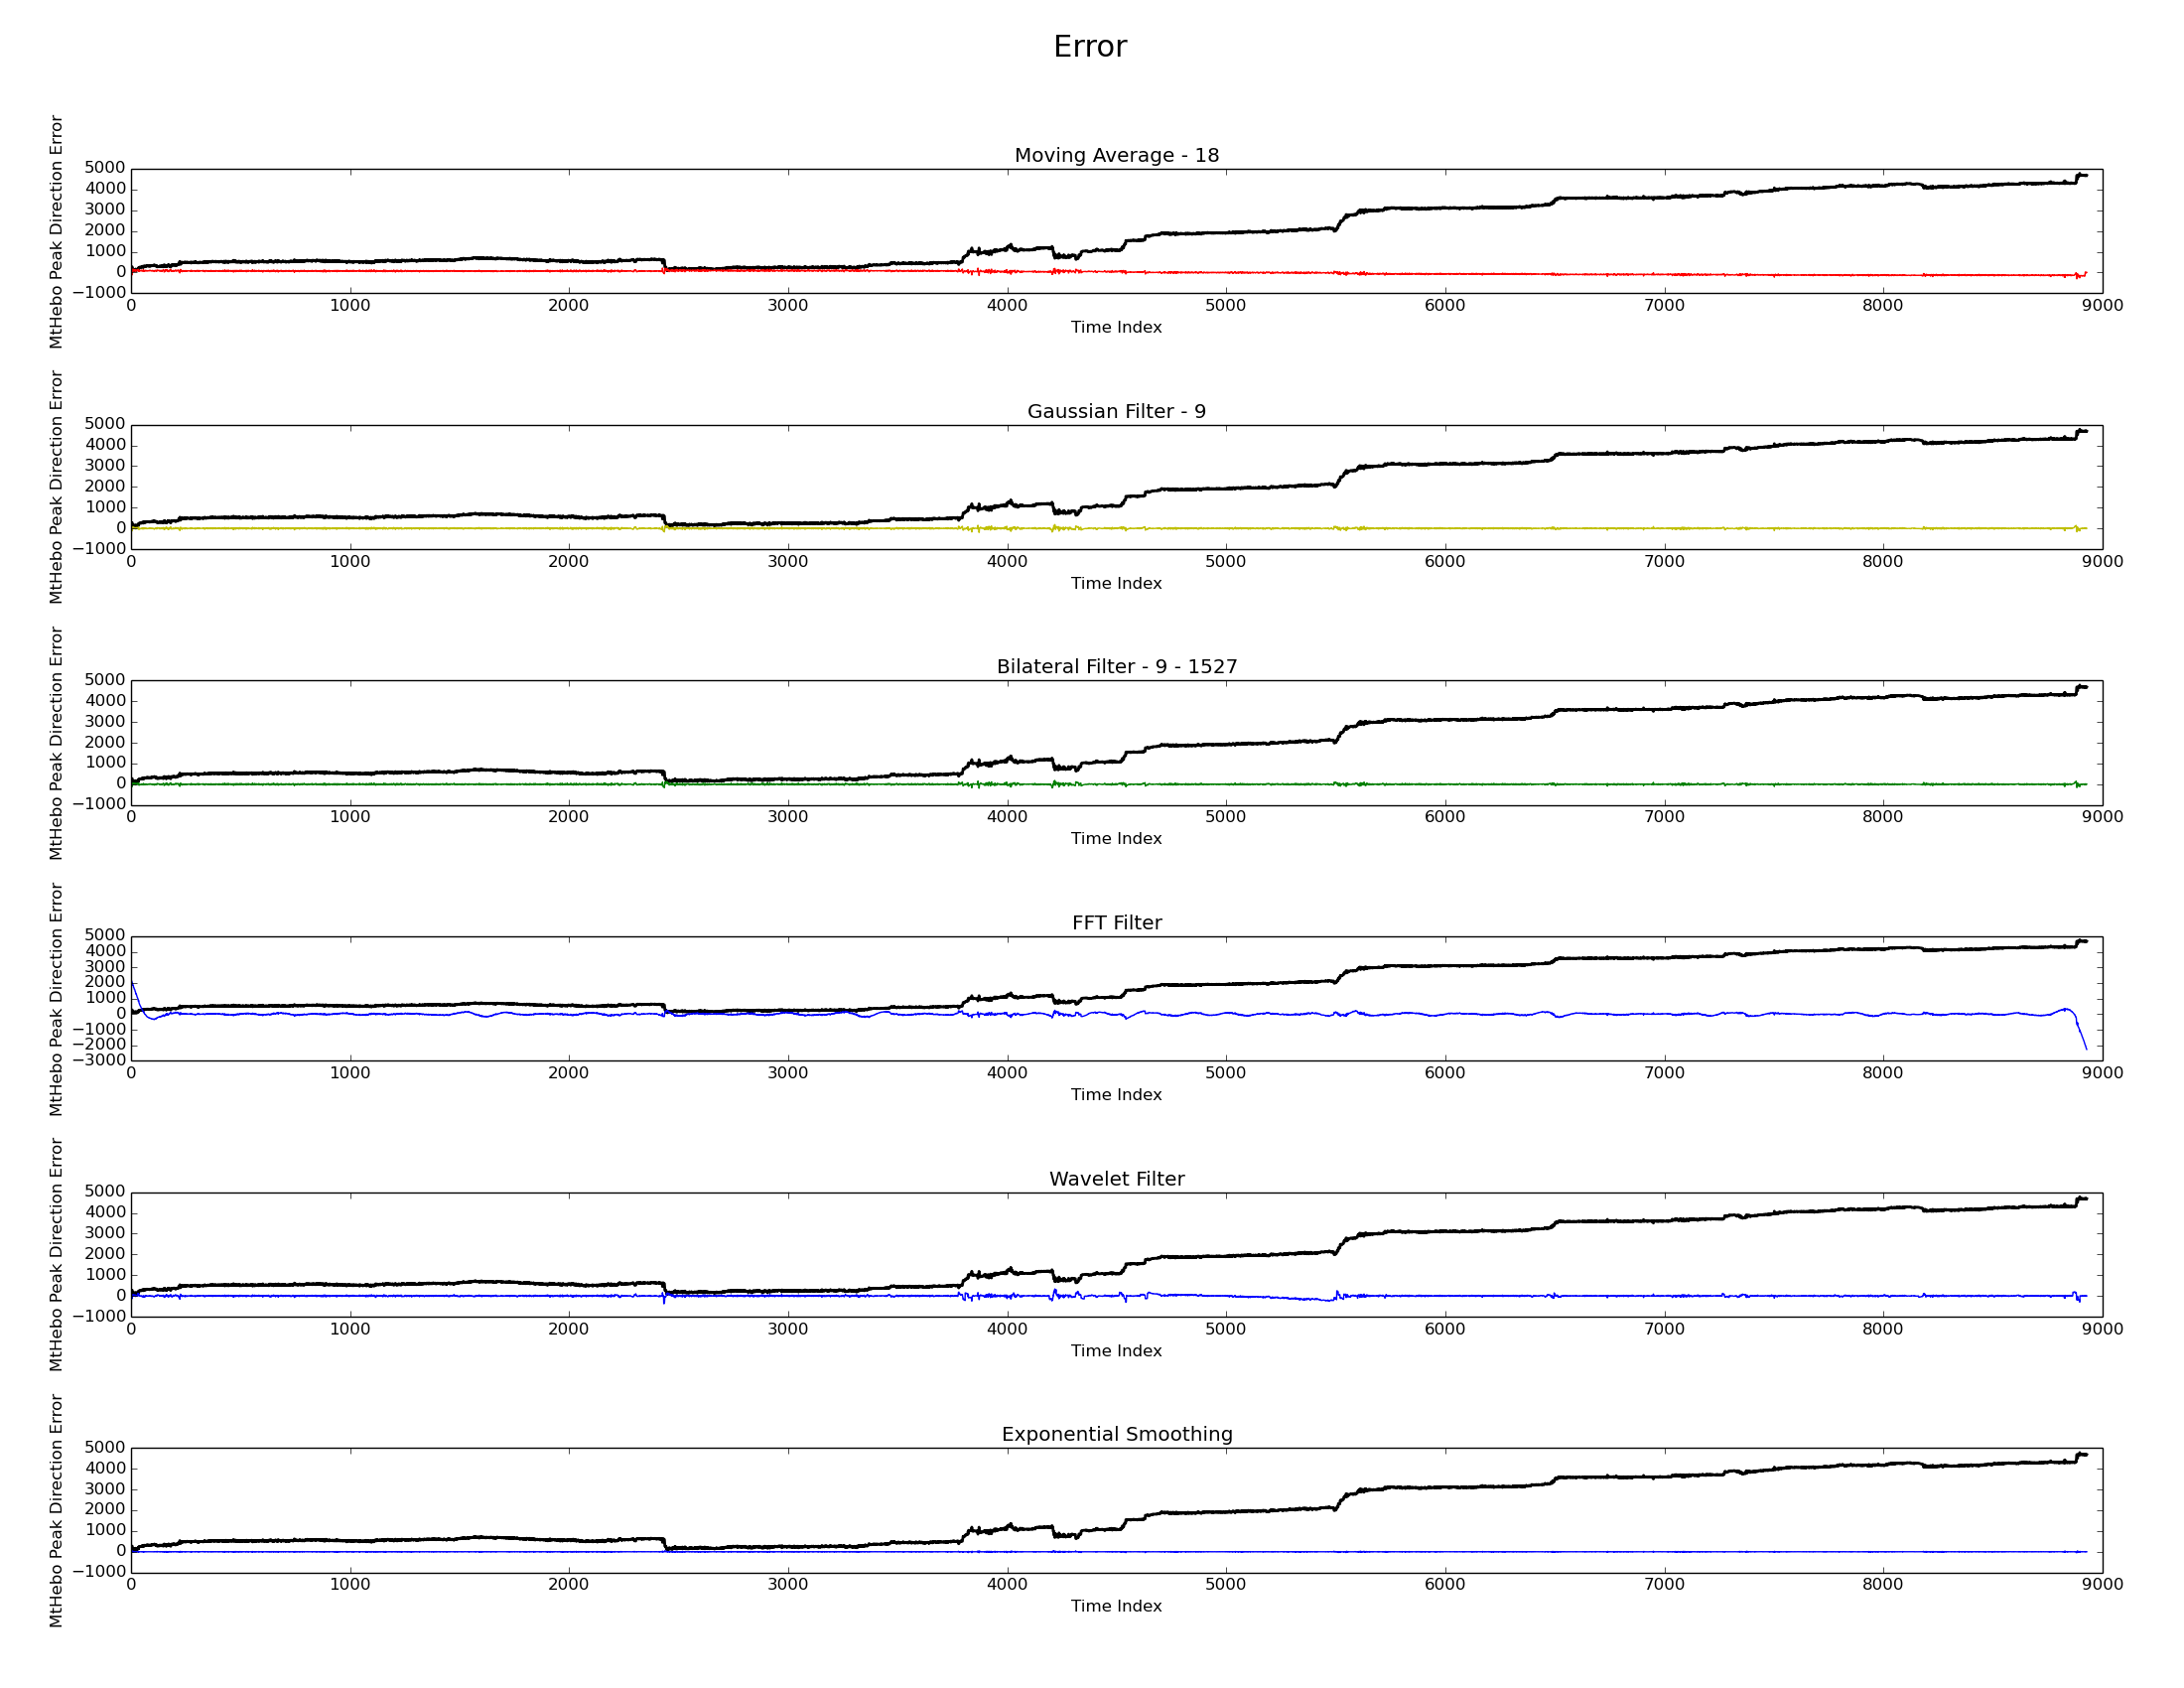 Error
Moving Average - 18
MtHebo Peak Direction Error
5000
4000
3000
2000
1000
0
−1000
0 1000 2000 3000 4000 5000 6000 7000 8000 9000
Time Index
Gaussian Filter - 9
MtHebo Peak Direction Error
5000
4000
3000
2000
1000
0
−1000
0 1000 2000 3000 4000 5000 6000 7000 8000 9000
Time Index
Bilateral Filter - 9 - 1527
MtHebo Peak Direction Error
5000
4000
3000
2000
1000
0
−1000
0 1000 2000 3000 4000 5000 6000 7000 8000 9000
Time Index
FFT Filter
MtHebo Peak Direction Error
5000
4000
3000
2000
1000
0
−1000
−2000
−3000
0 1000 2000 3000 4000 5000 6000 7000 8000 9000
Time Index
Wavelet Filter
MtHebo Peak Direction Error
5000
4000
3000
2000
1000
0
−1000
0 1000 2000 3000 4000 5000 6000 7000 8000 9000
Time Index
Exponential Smoothing
MtHebo Peak Direction Error
5000
4000
3000
2000
1000
0
−1000
0 1000 2000 3000 4000 5000 6000 7000 8000 9000
Time Index